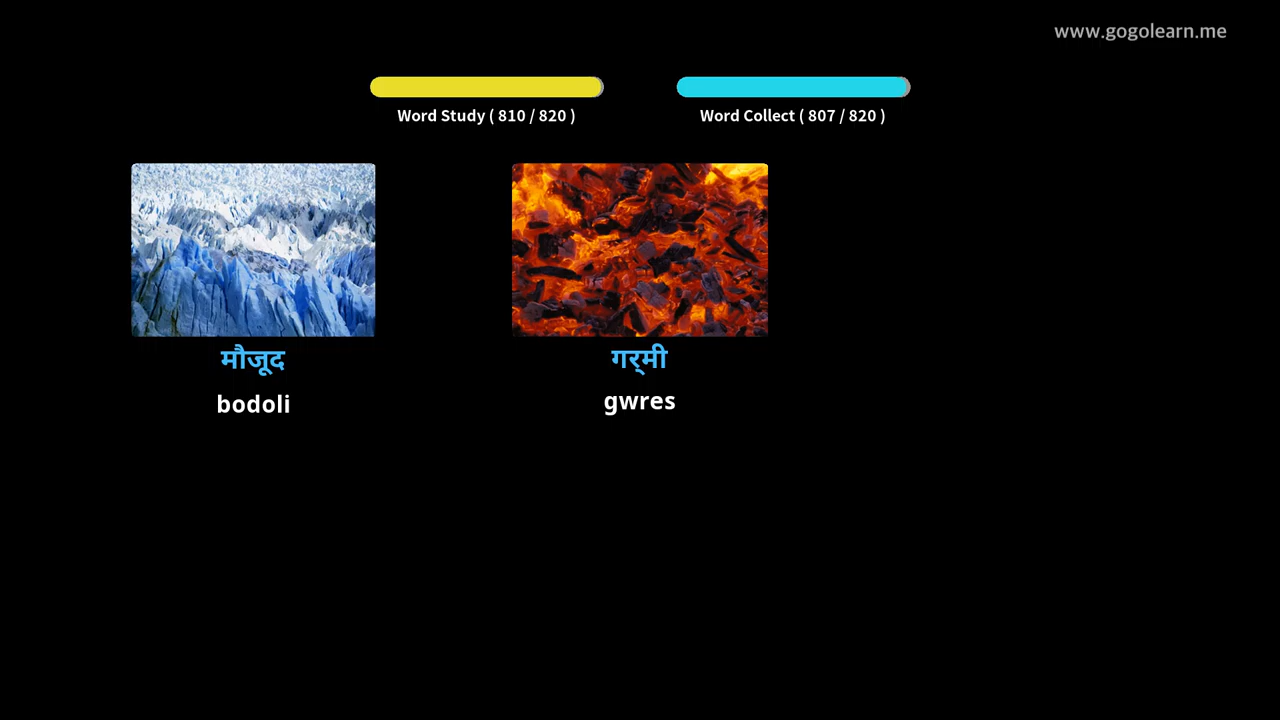 www.gogolearn.me
Word Study ( 810 / 820 )
Word Collect ( 807 / 820 )
मौजूद
गर्मी
bodoli
gwres